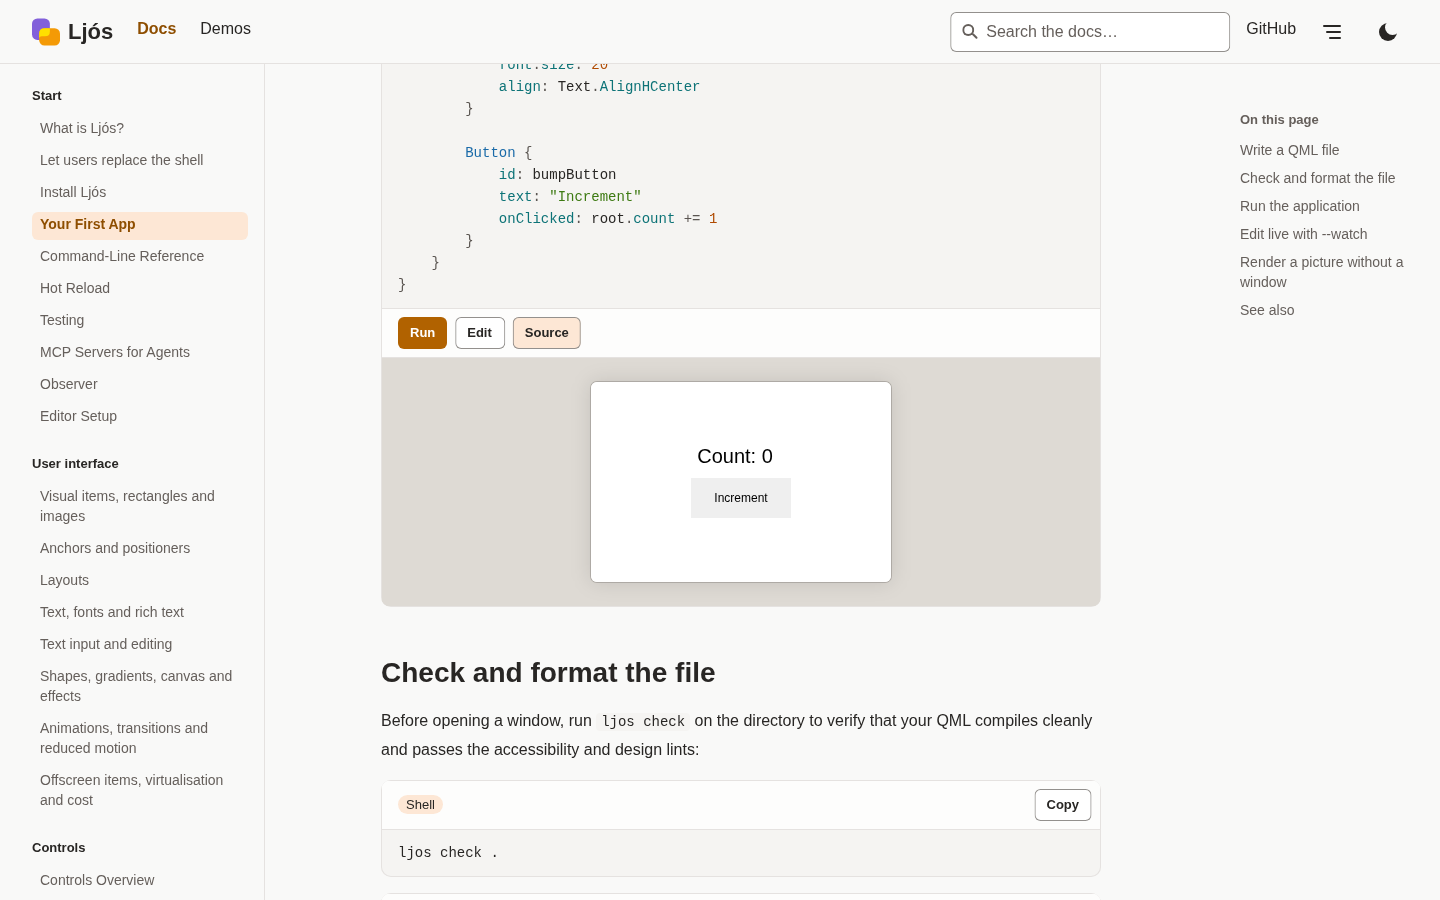 Ljós
Docs
Demos
Search the docs…
GitHub
Start
What is Ljós?
Let users replace the shell
Install Ljós
Your First App
Command-Line Reference
Hot Reload
Testing
MCP Servers for Agents
Observer
Editor Setup
User interface
Visual items, rectangles and
images
Anchors and positioners
Layouts
Text, fonts and rich text
Text input and editing
Shapes, gradients, canvas and
effects
Animations, transitions and
reduced motion
Offscreen items, virtualisation
and cost
Controls
Controls Overview
font.size: 20
align: Text.AlignHCenter
}
Button {
id: bumpButton
text: "Increment"
onClicked: root.count += 1
}
}
}
Run
Edit
Source
Count: 0
Increment
Check and format the file
Before opening a window, run ljos check on the directory to verify that your QML compiles cleanly
and passes the accessibility and design lints:
Shell
Copy
ljos check .
On this page
Write a QML file
Check and format the file
Run the application
Edit live with --watch
Render a picture without a
window
See also